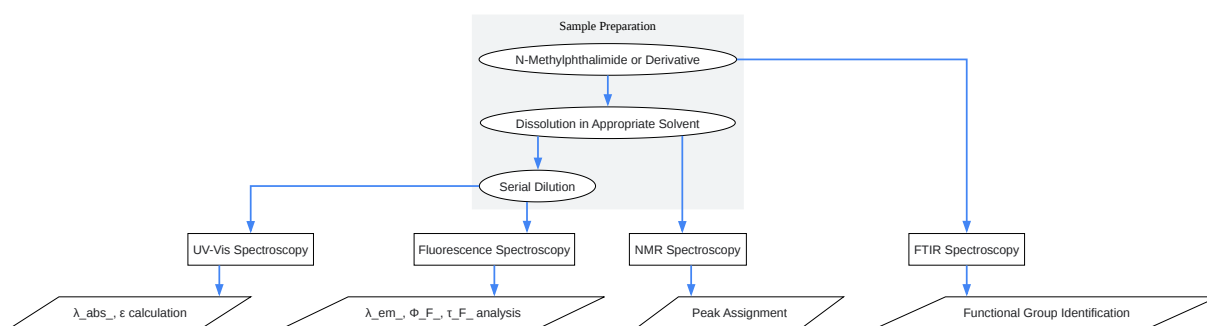 Sample Preparation
N-Methylphthalimide or Derivative
Dissolution in Appropriate Solvent
Serial Dilution
UV-Vis Spectroscopy
Fluorescence Spectroscopy
NMR Spectroscopy
FTIR Spectroscopy
λ_abs_, ε calculation
λ_em_, Φ_F_, τ_F_ analysis
Peak Assignment
Functional Group Identification